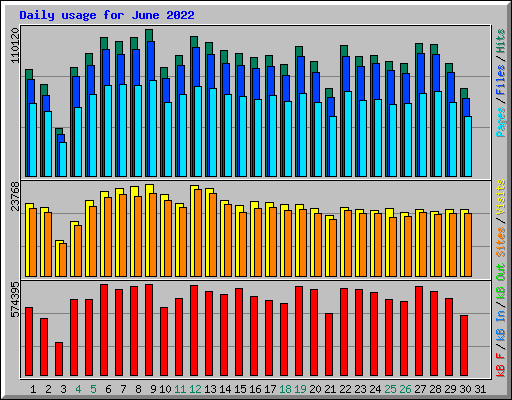 Daily usage for June 2022
110120
Pages / Files / Hits
23768
Sites / Visits
574395
kB F / kB In / kB Out
1 2 3 4 5 6 7 8 9 10 11 12 13 14 15 16 17 18 19 20 21 22 23 24 25 26 27 28 29 30 31